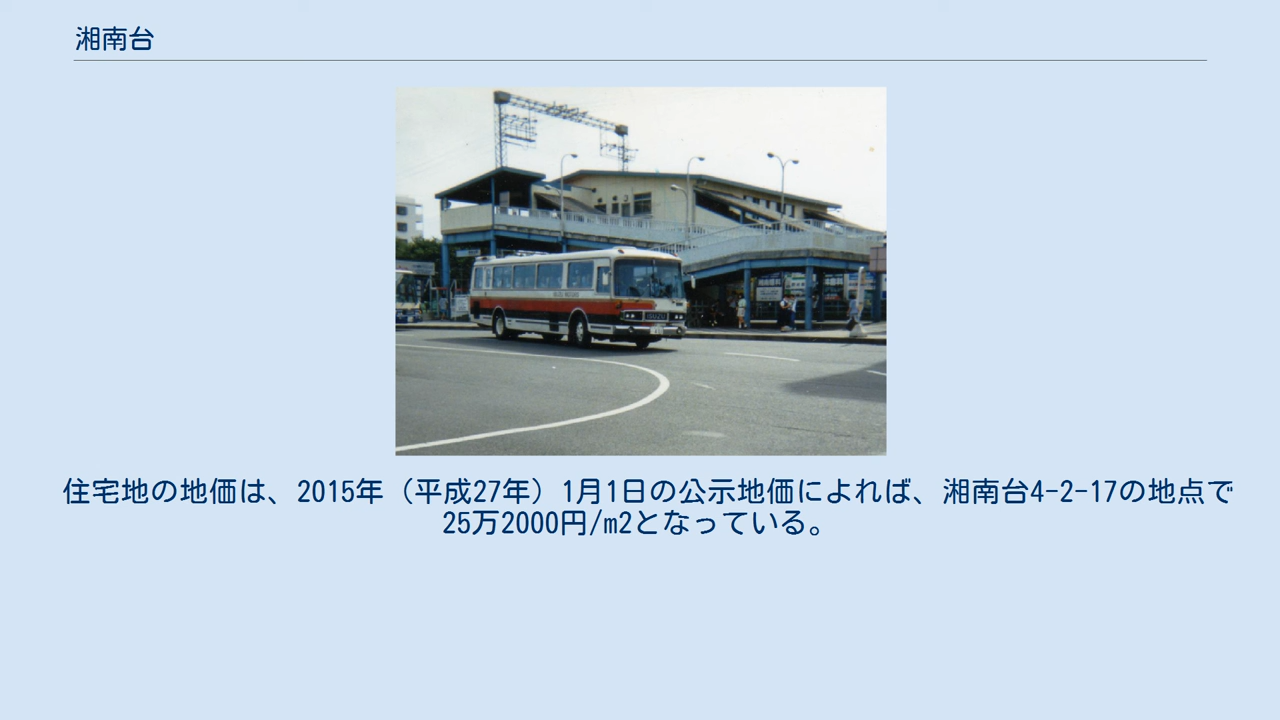 湘南台
ISUZU
住宅地の地価は、2015年（平成27年）1月1日の公示地価によれば、湘南台4-2-17の地点で
25万2000円/m2となっている。